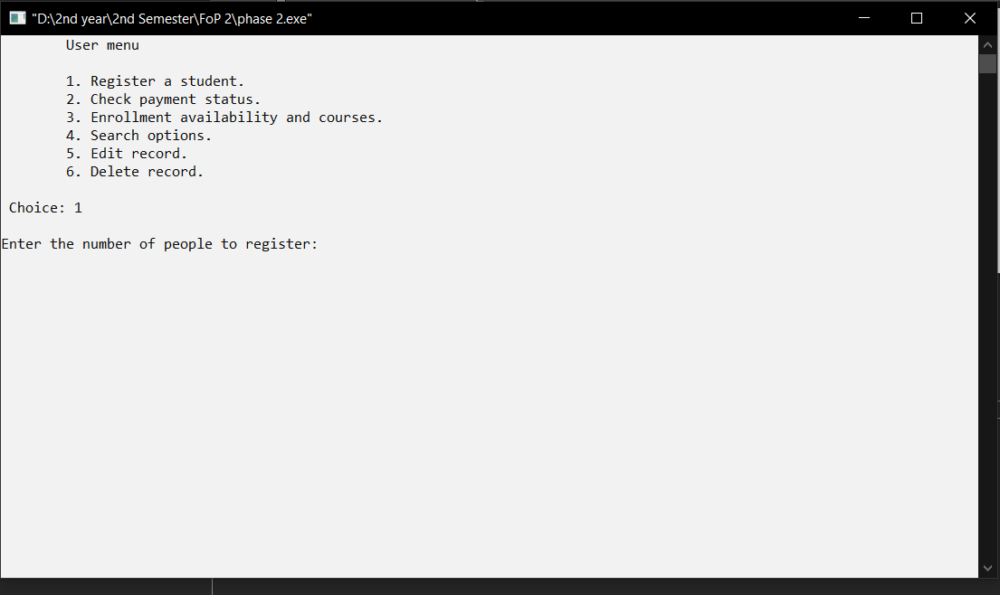 "D:\2nd year\2nd Semester\FoP 2\phase 2.exe"
User menu
1. Register a student.
2. Check payment status.
3. Enrollment availability and courses.
4. Search options.
5. Edit record.
6. Delete record.
Choice: 1
Enter the number of people to register: